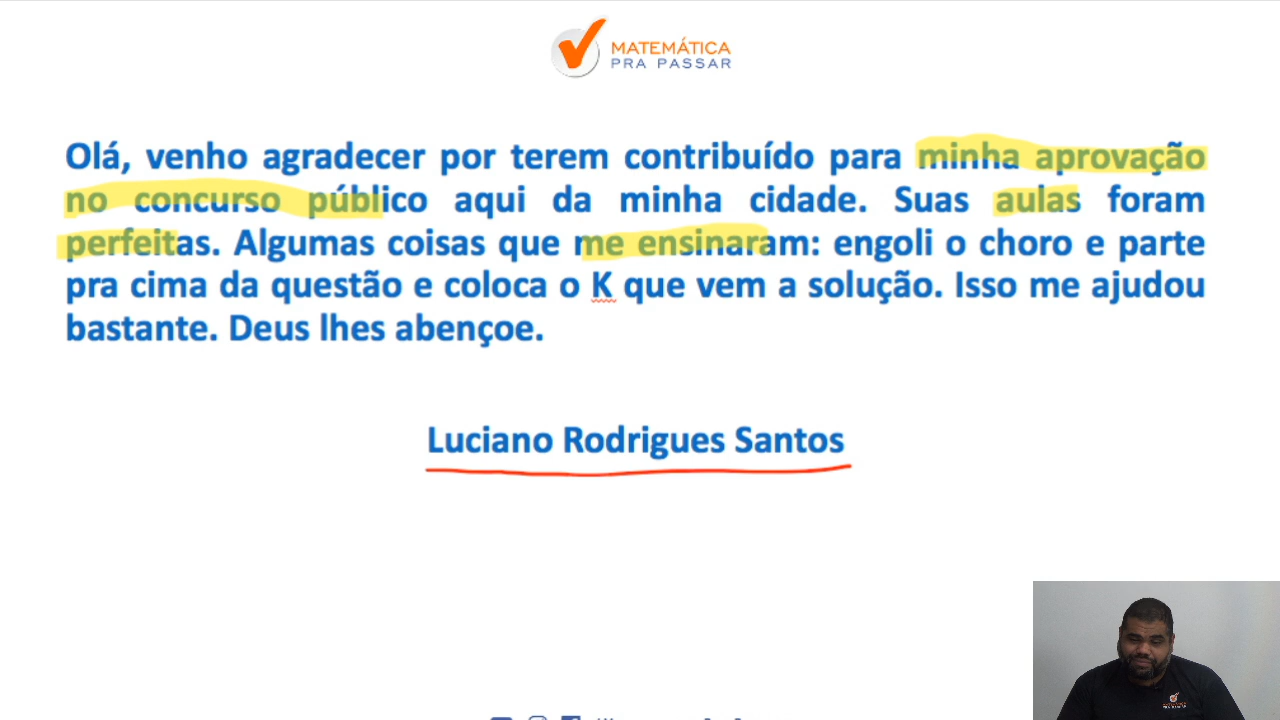 MATEMÁTICA
PRA PASSAR
Olá, venho agradecer por terem contribuído para minha aprovação
no concurso público aqui da minha cidade. Suas aulas foram
perfeitas. Algumas coisas que me ensinaram: engoli o choro e parte
pra cima da questão e coloca o K que vem a solução. Isso me ajudou
bastante. Deus lhes abençoe.
Luciano Rodrigues Santos